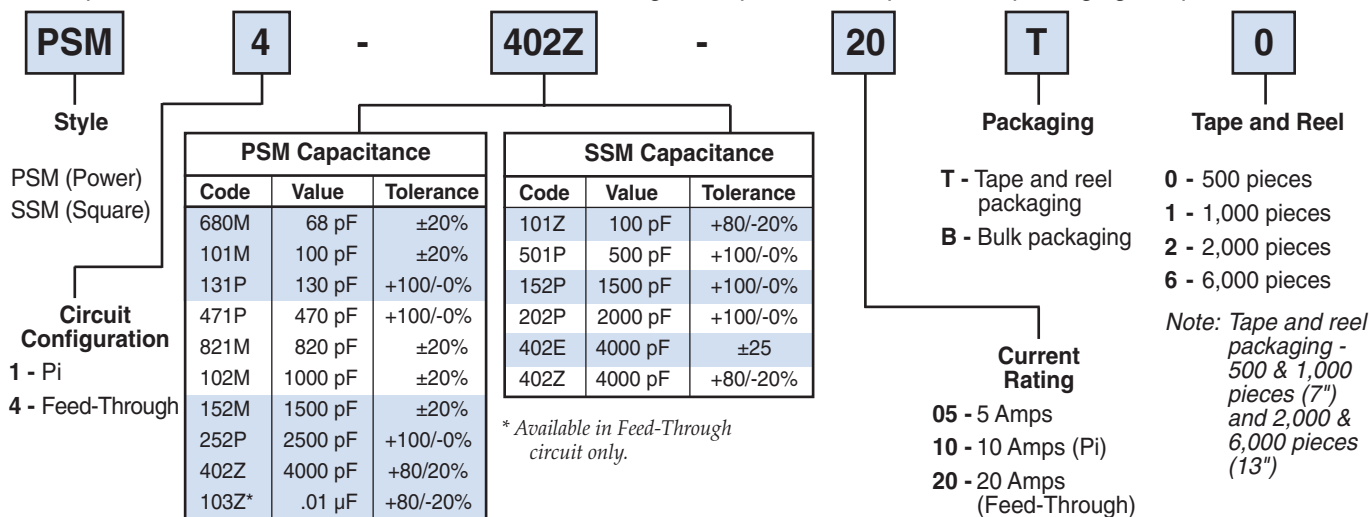 PSM 4 - 402Z - 20 T 0
Style
PSM (Power)
SSM (Square)
Circuit
Configuration
1 - Pi
4 - Feed-Through
PSM Capacitance
Code Value Tolerance
680M 68 pF ±20%
101M 100 pF ±20%
131P 130 pF +100/-0%
471P 470 pF +100/-0%
821M 820 pF ±20%
102M 1000 pF ±20%
152M 1500 pF ±20%
252P 2500 pF +100/-0%
402Z 4000 pF +80/20%
103Z* .01 µF +80/-20%
SSM Capacitance
Code Value Tolerance
101Z 100 pF +80/-20%
501P 500 pF +100/-0%
152P 1500 pF +100/-0%
202P 2000 pF +100/-0%
402E 4000 pF ±25
402Z 4000 pF +80/-20%
* Available in Feed-Through
circuit only.
Current
Rating
05 - 5 Amps
10 - 10 Amps (Pi)
20 - 20 Amps
(Feed-Through)
Packaging
T - Tape and reel
packaging
B - Bulk packaging
Tape and Reel
0 - 500 pieces
1 - 1,000 pieces
2 - 2,000 pieces
6 - 6,000 pieces
Note: Tape and reel
packaging -
500 & 1,000
pieces (7")
and 2,000 &
6,000 pieces
(13")